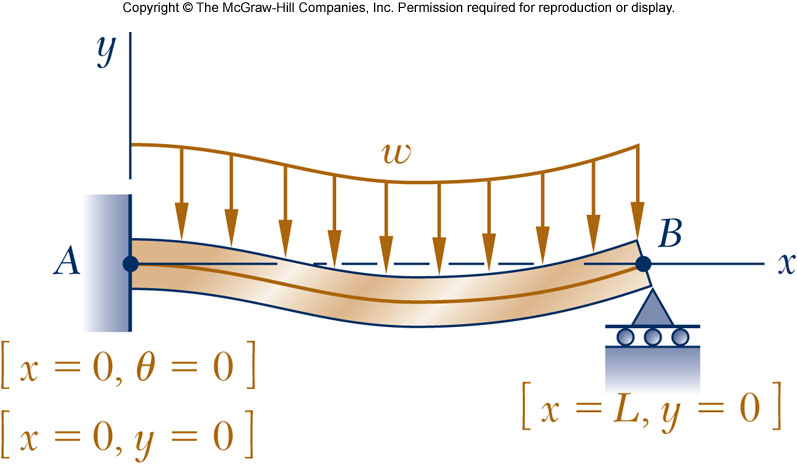 Copyright © The McGraw-Hill Companies, Inc. Permission required for reproduction or display.
y
w
B
A
x
[ x = 0, θ = 0 ]
[ x = L, y = 0 ]
[ x = 0, y = 0 ]